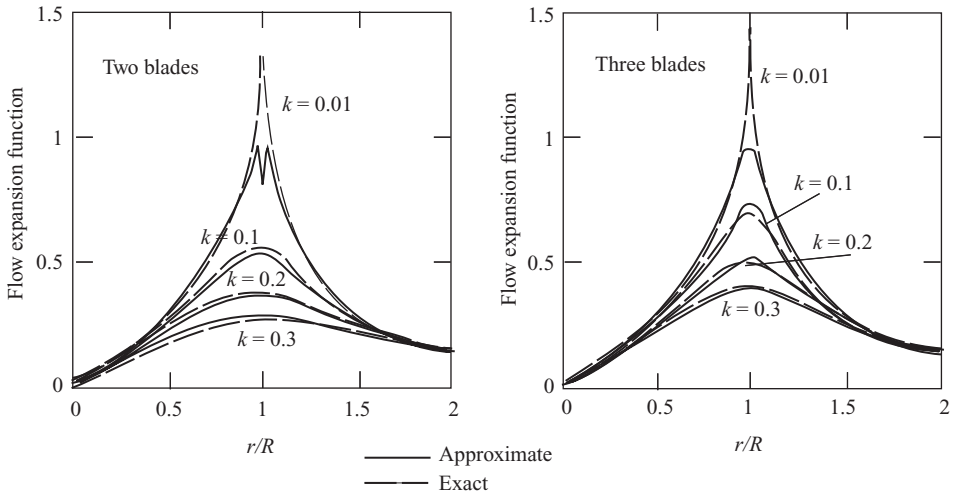 1.5
Two blades
k = 0.01
1
Flow expansion function
k = 0.1
0.5
k = 0.2
k = 0.3
0
0
0.5
1
1.5
2
r/R
1.5
Three blades
k = 0.01
1
Flow expansion function
k = 0.1
k = 0.2
0.5
k = 0.3
0
0
0.5
1
1.5
2
r/R
Approximate
Exact